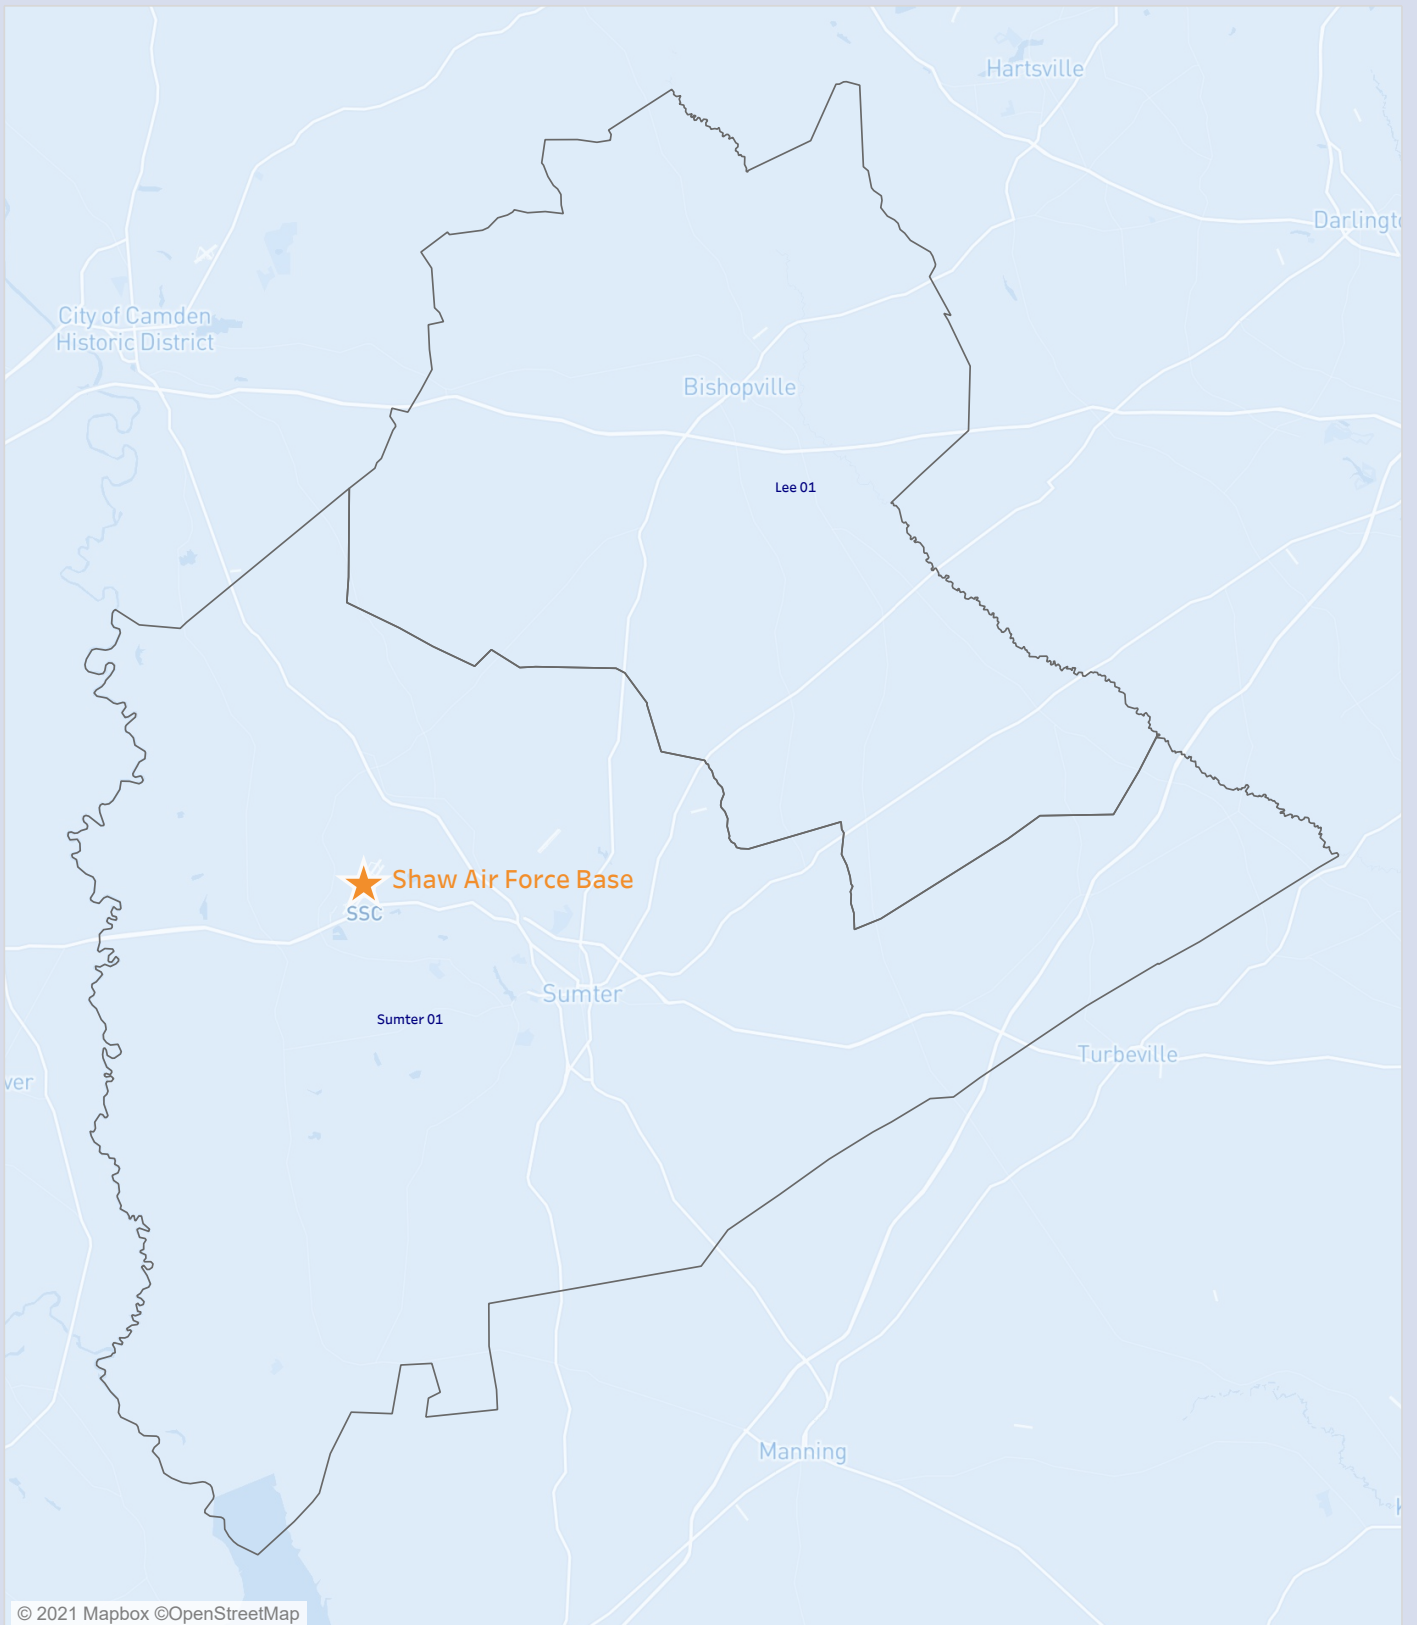 Hartsville
Darlingt
City of Camden
Historic District
Bishopville
Lee 01
Shaw Air Force Base
SSC
Sumter
Sumter 01
Turbeville
ver
Manning
© 2021 Mapbox ©OpenStreetMap